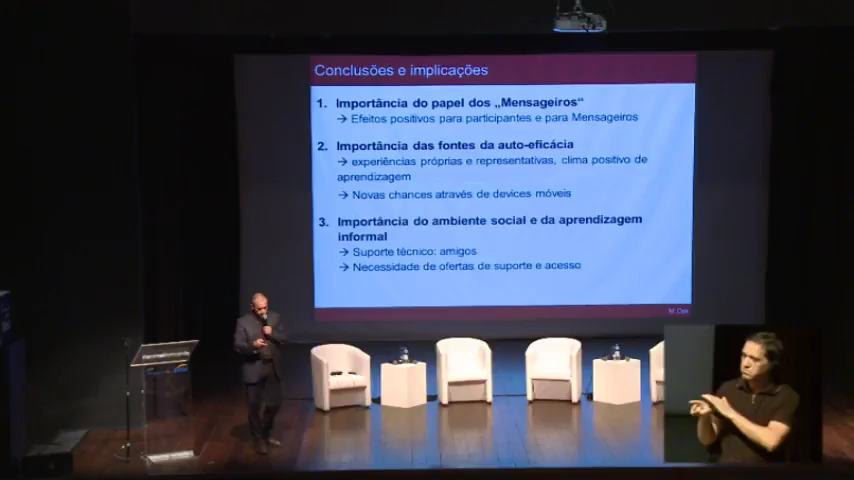 Conclusões e implicações
1. Importância do papel dos „Mensageiros“
→ Efeitos positivos para participantes e para Mensageiros
2. Importância das fontes da auto-eficácia
→ experiências próprias e representativas, clima positivo de
aprendizagem
→ Novas chances através de devices móveis
3. Importância do ambiente social e da aprendizagem
informal
→ Suporte técnico: amigos
→ Necessidade de ofertas de suporte e acesso